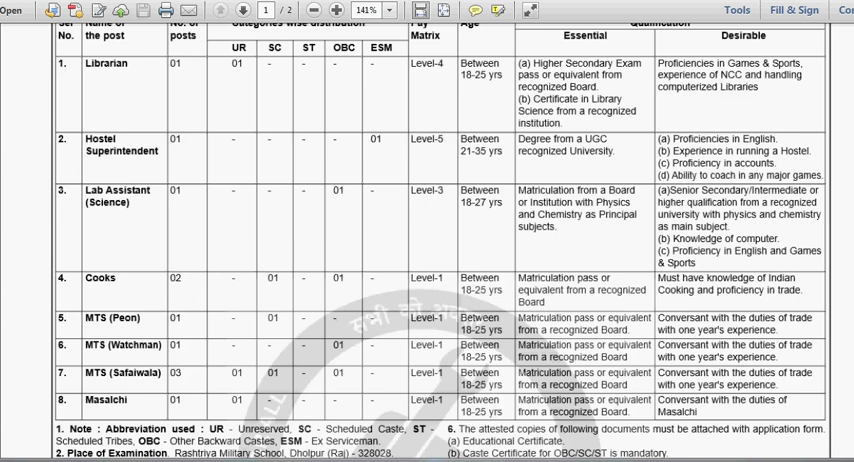 Open 1 / 2 141% Tools Fill & Sign
Ser Name of No. of Categories wise distribution Pay Age Qualification
No. the post posts Matrix Essential Desirable
UR SC ST OBC ESM
1. Librarian 01 01 - - - - Level-4 Between (a) Higher Secondary Exam Proficiencies in Games & Sports,
18-25 yrs pass or equivalent from experience of NCC and handling
recognized Board. computerized Libraries
(b) Certificate in Library
Science from a recognized
institution.
2. Hostel 01 - - - - 01 Level-5 Between Degree from a UGC (a) Proficiencies in English.
Superintendent 21-35 yrs recognized University. (b) Experience in running a Hostel.
(c) Proficiency in accounts.
(d) Ability to coach in any major games.
3. Lab Assistant 01 - - - 01 - Level-3 Between Matriculation from a Board (a)Senior Secondary/Intermediate or
(Science) 18-27 yrs or Institution with Physics higher qualification from a recognized
and Chemistry as Principal university with physics and chemistry
subjects. as main subject.
(b) Knowledge of computer.
(c) Proficiency in English and Games
& Sports
4. Cooks 02 - 01 - 01 - Level-1 Between Matriculation pass or Must have knowledge of Indian
18-25 yrs equivalent from a recognized Cooking and proficiency in trade.
Board
5. MTS (Peon) 01 - 01 - - - Level-1 Between Matriculation pass or equivalent Conversant with the duties of trade
18-25 yrs from a recognized Board. with one year's experience.
6. MTS (Watchman) 01 - - - 01 - Level-1 Between Matriculation pass or equivalent Conversant with the duties of trade
18-25 yrs from a recognized Board. with one year's experience.
7. MTS (Safaiwala) 03 01 01 - 01 - Level-1 Between Matriculation pass or equivalent Conversant with the duties of trade
18-25 yrs from a recognized Board. with one year's experience.
8. Masalchi 01 01 - - - - Level-1 Between Matriculation pass or equivalent Conversant with the duties of
18-25 yrs from a recognized Board. Masalchi
सभी को
ALL
1. Note : Abbreviation used : UR - Unreserved, SC - Scheduled Caste, ST -
Scheduled Tribes, OBC - Other Backward Castes, ESM - Ex Serviceman.
2. Place of Examination. Rashtriya Military School, Dholpur (Raj) - 328028.
6. The attested copies of following documents must be attached with application form.
(a) Educational Certificate.
(b) Caste Certificate for OBC/SC/ST is mandatory.